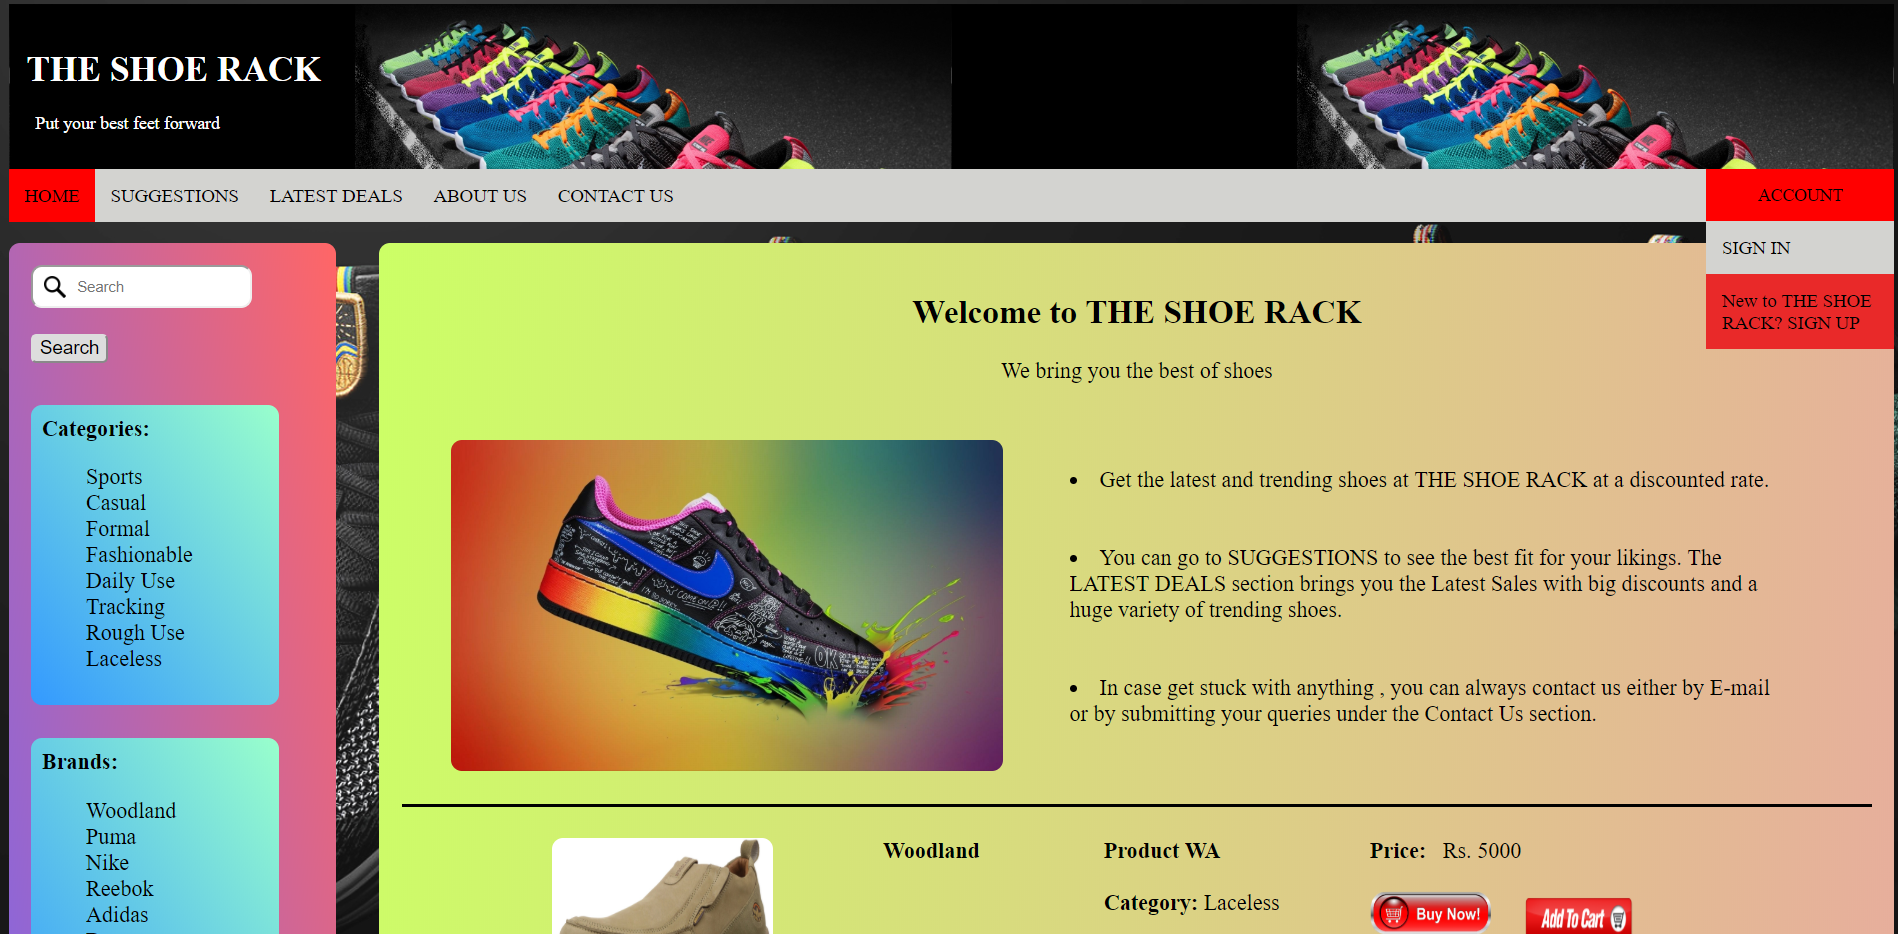 THE SHOE RACK
Put your best feet forward
HOME SUGGESTIONS LATEST DEALS ABOUT US CONTACT US ACCOUNT
SIGN IN
New to THE SHOE
RACK? SIGN UP
Search
Search
Categories:
Sports
Casual
Formal
Fashionable
Daily Use
Tracking
Rough Use
Laceless
Brands:
Woodland
Puma
Nike
Reebok
Adidas
Welcome to THE SHOE RACK
We bring you the best of shoes
OK
• Get the latest and trending shoes at THE SHOE RACK at a discounted rate.
• You can go to SUGGESTIONS to see the best fit for your likings. The
LATEST DEALS section brings you the Latest Sales with big discounts and a
huge variety of trending shoes.
• In case get stuck with anything , you can always contact us either by E-mail
or by submitting your queries under the Contact Us section.
Woodland Product WA Price: Rs. 5000
Category: Laceless
Buy Now! Add To Cart